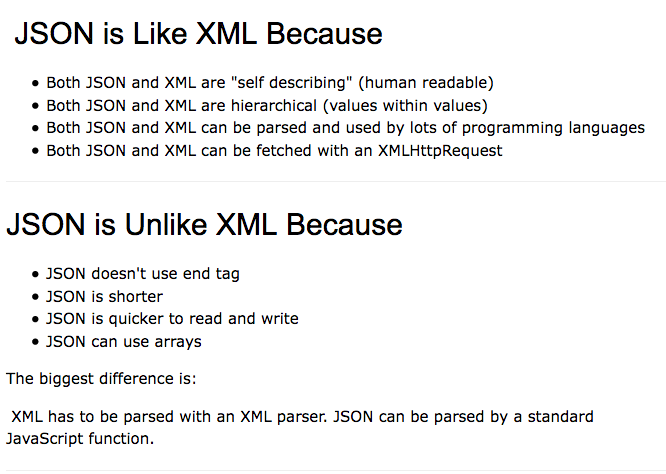 JSON is Like XML Because
• Both JSON and XML are "self describing" (human readable)
• Both JSON and XML are hierarchical (values within values)
• Both JSON and XML can be parsed and used by lots of programming languages
• Both JSON and XML can be fetched with an XMLHttpRequest
JSON is Unlike XML Because
• JSON doesn't use end tag
• JSON is shorter
• JSON is quicker to read and write
• JSON can use arrays
The biggest difference is:
XML has to be parsed with an XML parser. JSON can be parsed by a standard
JavaScript function.